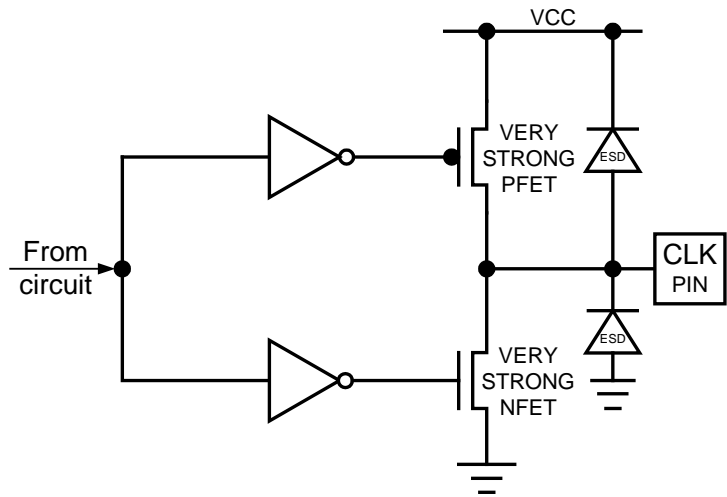 VCC
VERY
STRONG
PFET
ESD
From
circuit
CLK
PIN
ESD
VERY
STRONG
NFET